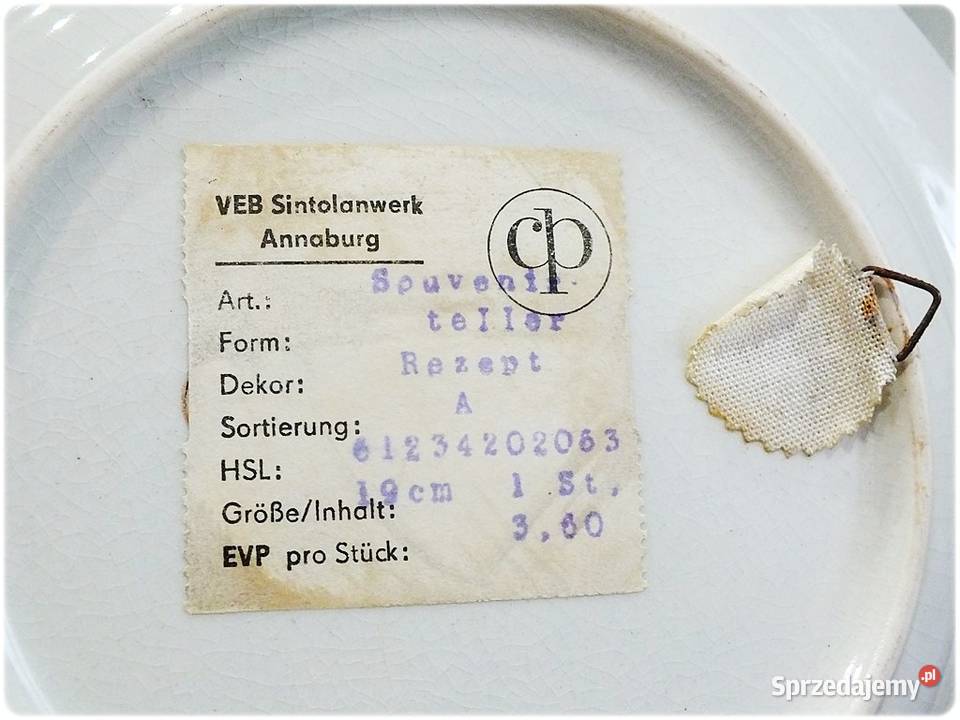 VEB Sintolanwerk
Annaburg
cp
Art.: Souvenir-
Form: teller
Dekor: Rezept
Sortierung: A
HSL: 61234202063
Größe/Inhalt: 19cm 1 St.
EVP pro Stück: 3,60
Sprzedajemy.pl